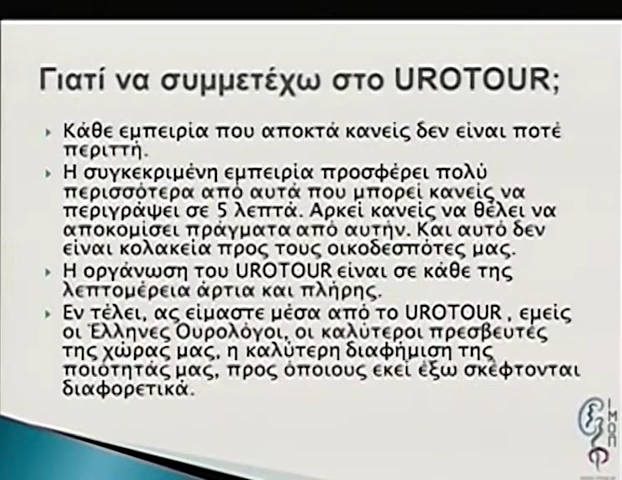 Γιατί να συμμετέχω στο UROTOUR;
Κάθε εμπειρία που αποκτά κανείς δεν είναι ποτέ
περιττή.
Η συγκεκριμένη εμπειρία προσφέρει πολύ
περισσότερα από αυτά που μπορεί κανείς να
περιγράψει σε 5 λεπτά. Αρκεί κανείς να θέλει να
αποκομίσει πράγματα από αυτήν. Και αυτό δεν
είναι κολακεία προς τους οικοδεσπότες μας.
Η οργάνωση του UROTOUR είναι σε κάθε της
λεπτομέρεια άρτια και πλήρης.
Εν τέλει, ας είμαστε μέσα από το UROTOUR , εμείς
οι Έλληνες Ουρολόγοι, οι καλύτεροι πρεσβευτές
της χώρας μας, η καλύτερη διαφήμιση της
ποιότητάς μας, προς όποιους εκεί έξω σκέφτονται
διαφορετικά.
ΙΜΟΠ